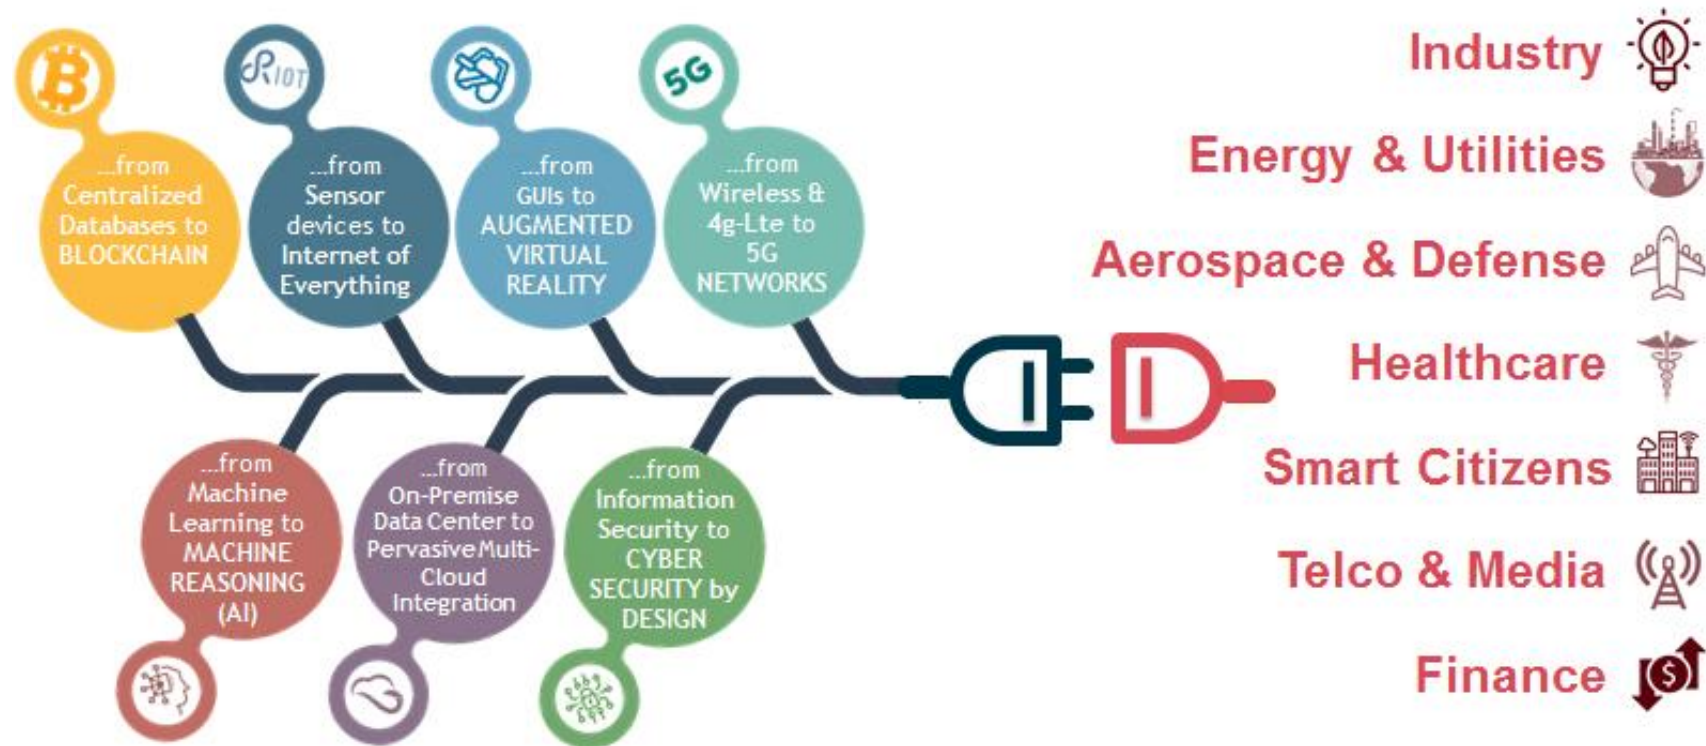 RIOT
5G
...from
Centralized
Databases to
BLOCKCHAIN
...from
Sensor
devices to
Internet of
Everything
...from
GUIs to
AUGMENTED
VIRTUAL
REALITY
...from
Wireless &
4g-Lte to
5G
NETWORKS
...from
Machine
Learning to
MACHINE
REASONING
(AI)
...from
On-Premise
Data Center to
Pervasive Multi-
Cloud
Integration
...from
Information
Security to
CYBER
SECURITY by
DESIGN
Industry
Energy & Utilities
Aerospace & Defense
Healthcare
Smart Citizens
Telco & Media
Finance